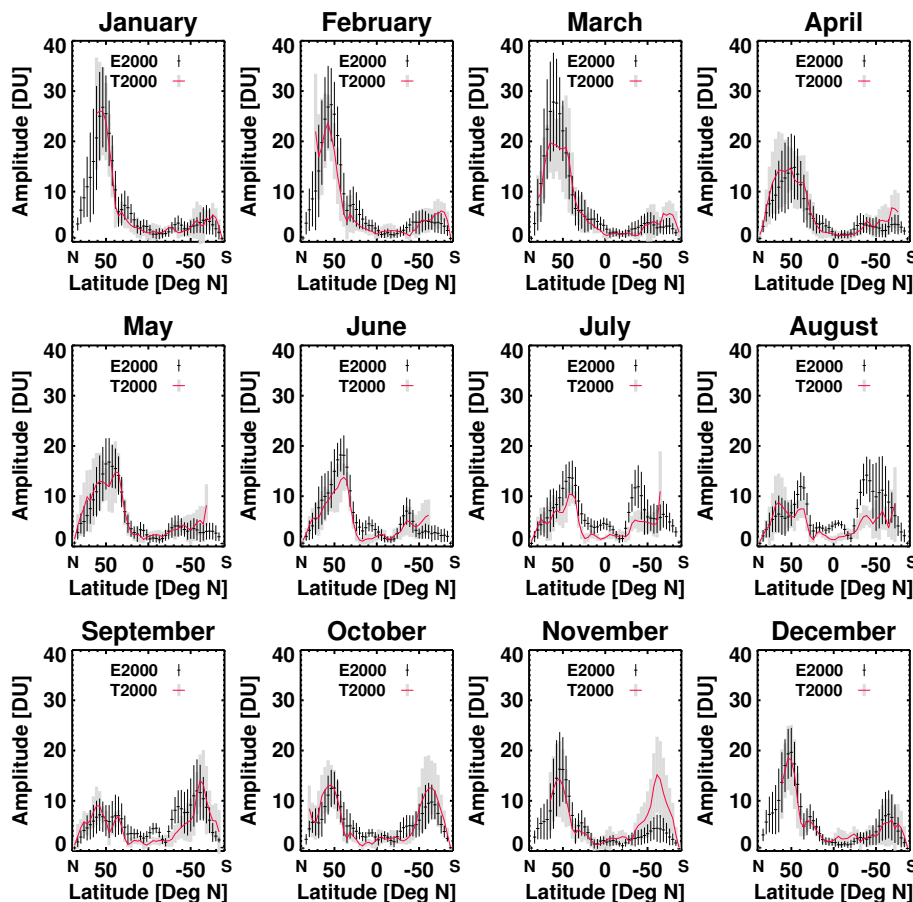 January February March April
Amplitude [DU] Amplitude [DU] Amplitude [DU] Amplitude [DU]
40 40 40 40
E2000 E2000 E2000 E2000
T2000 T2000 T2000 T2000
30 30 30 30
20 20 20 20
10 10 10 10
0 0 0 0
N 50 0 -50 S N 50 0 -50 S N 50 0 -50 S N 50 0 -50 S
Latitude [Deg N] Latitude [Deg N] Latitude [Deg N] Latitude [Deg N]
May June July August
Amplitude [DU] Amplitude [DU] Amplitude [DU] Amplitude [DU]
40 40 40 40
E2000 E2000 E2000 E2000
T2000 T2000 T2000 T2000
30 30 30 30
20 20 20 20
10 10 10 10
0 0 0 0
N 50 0 -50 S N 50 0 -50 S N 50 0 -50 S N 50 0 -50 S
Latitude [Deg N] Latitude [Deg N] Latitude [Deg N] Latitude [Deg N]
September October November December
Amplitude [DU] Amplitude [DU] Amplitude [DU] Amplitude [DU]
40 40 40 40
E2000 E2000 E2000 E2000
T2000 T2000 T2000 T2000
30 30 30 30
20 20 20 20
10 10 10 10
0 0 0 0
N 50 0 -50 S N 50 0 -50 S N 50 0 -50 S N 50 0 -50 S
Latitude [Deg N] Latitude [Deg N] Latitude [Deg N] Latitude [Deg N]